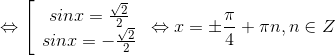 ⇔ [ sinx = √2/2
sinx = -√2/2 ⇔ x = ±π/4 + πn, n ∈ Z